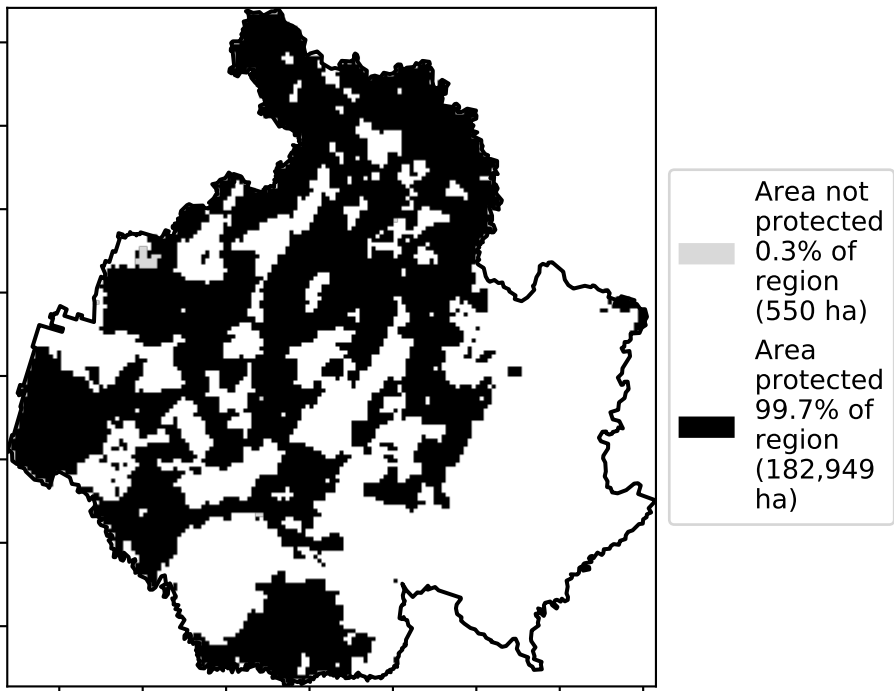 Area not
protected
0.3% of
region
(550 ha)
Area
protected
99.7% of
region
(182,949
ha)